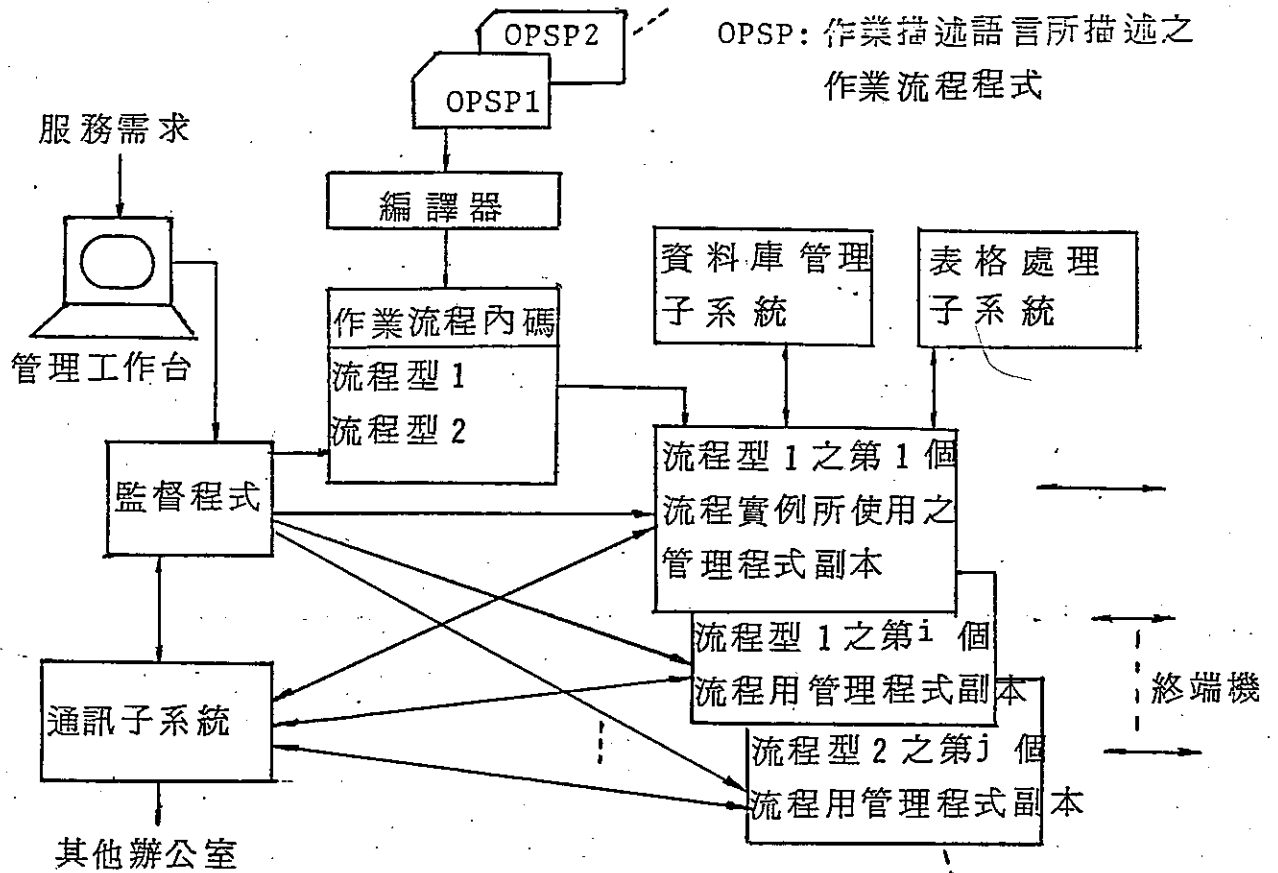 OPSP2
OPSP1
OPSP: 作業描述語言所描述之
作業流程程式
服務需求
編譯器
管理工作台
作業流程內碼
流程型1
流程型2
資料庫管理
子系統
表格處理
子系統
監督程式
流程型1之第1個
流程實例所使用之
管理程式副本
流程型1之第i個
流程用管理程式副本
終端機
通訊子系統
流程型2之第j個
流程用管理程式副本
其他辦公室